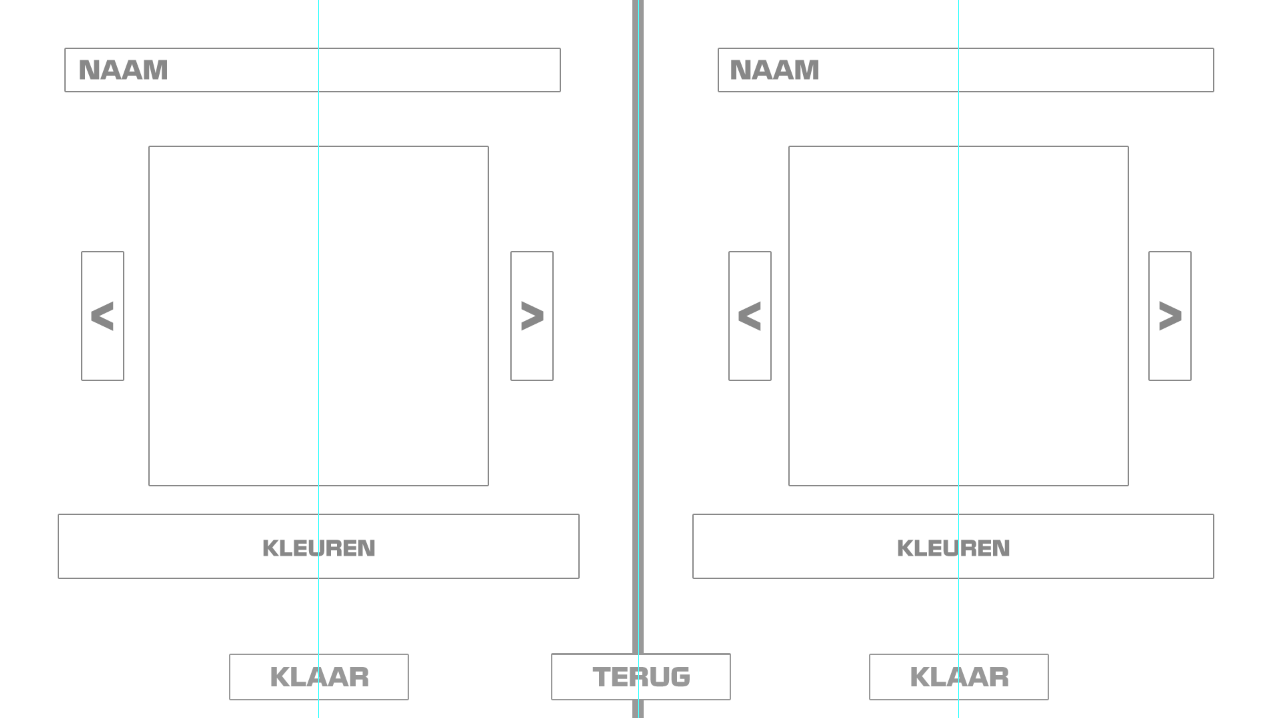 NAAM
<
>
KLEUREN
KLAAR
NAAM
<
>
KLEUREN
KLAAR
TERUG